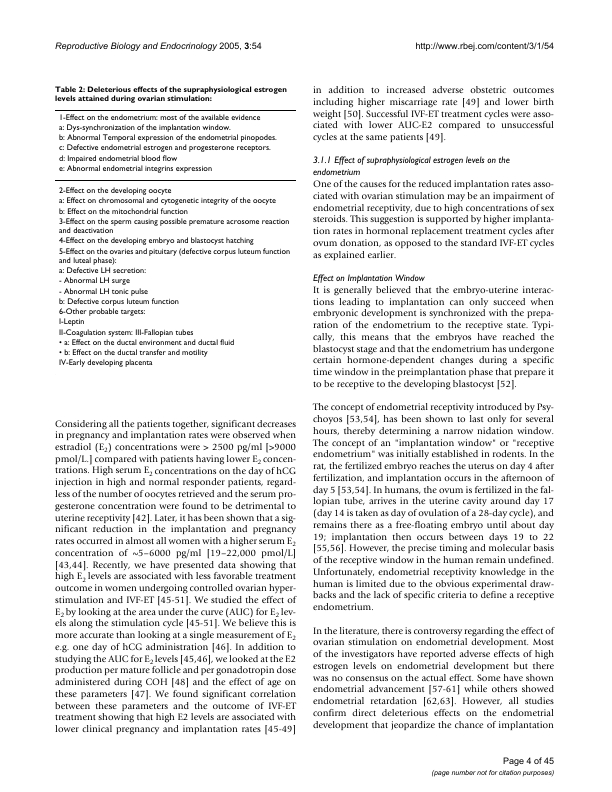 Reproductive Biology and Endocrinology 2005, 3:54
http://www.rbej.com/content/3/1/54
Table 2: Deleterious effects of the supraphysiological estrogen
levels attained during ovarian stimulation:
1-Effect on the endometrium: most of the available evidence
a: Dys-synchronization of the implantation window.
b: Abnormal Temporal expression of the endometrial pinopodes.
c: Defective endometrial estrogen and progesterone receptors.
d: Impaired endometrial blood flow
e: Abnormal endometrial integrins expression
2-Effect on the developing oocyte
a: Effect on chromosomal and cytogenetic integrity of the oocyte
b: Effect on the mitochondrial function
3-Effect on the sperm causing possible premature acrosome reaction
and deactivation
4-Effect on the developing embryo and blastocyst hatching
5-Effect on the ovaries and pituitary (defective corpus luteum function
and luteal phase):
a: Defective LH secretion:
- Abnormal LH surge
- Abnormal LH tonic pulse
b: Defective corpus luteum function
6-Other probable targets:
I-Leptin
II-Coagulation system: III-Fallopian tubes
• a: Effect on the ductal environment and ductal fluid
• b: Effect on the ductal transfer and motility
IV-Early developing placenta
Considering all the patients together, significant decreases
in pregnancy and implantation rates were observed when
estradiol (E2) concentrations were > 2500 pg/ml [>9000
pmol/L.] compared with patients having lower E2 concen-
trations. High serum E2 concentrations on the day of hCG
injection in high and normal responder patients, regard-
less of the number of oocytes retrieved and the serum pro-
gesterone concentration were found to be detrimental to
uterine receptivity [42]. Later, it has been shown that a sig-
nificant reduction in the implantation and pregnancy
rates occurred in almost all women with a higher serum E2
concentration of ~5–6000 pg/ml [19–22,000 pmol/L]
[43,44]. Recently, we have presented data showing that
high E2 levels are associated with less favorable treatment
outcome in women undergoing controlled ovarian hyper-
stimulation and IVF-ET [45-51]. We studied the effect of
E2 by looking at the area under the curve (AUC) for E2 lev-
els along the stimulation cycle [45-51]. We believe this is
more accurate than looking at a single measurement of E2
e.g. one day of hCG administration [46]. In addition to
studying the AUC for E2 levels [45,46], we looked at the E2
production per mature follicle and per gonadotropin dose
administered during COH [48] and the effect of age on
these parameters [47]. We found significant correlation
between these parameters and the outcome of IVF-ET
treatment showing that high E2 levels are associated with
lower clinical pregnancy and implantation rates [45-49]
in addition to increased adverse obstetric outcomes
including higher miscarriage rate [49] and lower birth
weight [50]. Successful IVF-ET treatment cycles were asso-
ciated with lower AUC-E2 compared to unsuccessful
cycles at the same patients [49].
3.1.1 Effect of supraphysiological estrogen levels on the
endometrium
One of the causes for the reduced implantation rates asso-
ciated with ovarian stimulation may be an impairment of
endometrial receptivity, due to high concentrations of sex
steroids. This suggestion is supported by higher implanta-
tion rates in hormonal replacement treatment cycles after
ovum donation, as opposed to the standard IVF-ET cycles
as explained earlier.
Effect on Implantation Window
It is generally believed that the embryo-uterine interac-
tions leading to implantation can only succeed when
embryonic development is synchronized with the prepa-
ration of the endometrium to the receptive state. Typi-
cally, this means that the embryos have reached the
blastocyst stage and that the endometrium has undergone
certain hormone-dependent changes during a specific
time window in the preimplantation phase that prepare it
to be receptive to the developing blastocyst [52].
The concept of endometrial receptivity introduced by Psy-
choyos [53,54], has been shown to last only for several
hours, thereby determining a narrow nidation window.
The concept of an "implantation window" or "receptive
endometrium" was initially established in rodents. In the
rat, the fertilized embryo reaches the uterus on day 4 after
fertilization, and implantation occurs in the afternoon of
day 5 [53,54]. In humans, the ovum is fertilized in the fal-
lopian tube, arrives in the uterine cavity around day 17
(day 14 is taken as day of ovulation of a 28-day cycle), and
remains there as a free-floating embryo until about day
19; implantation then occurs between days 19 to 22
[55,56]. However, the precise timing and molecular basis
of the receptive window in the human remain undefined.
Unfortunately, endometrial receptivity knowledge in the
human is limited due to the obvious experimental draw-
backs and the lack of specific criteria to define a receptive
endometrium.
In the literature, there is controversy regarding the effect of
ovarian stimulation on endometrial development. Most
of the investigators have reported adverse effects of high
estrogen levels on endometrial development but there
was no consensus on the actual effect. Some have shown
endometrial advancement [57-61] while others showed
endometrial retardation [62,63]. However, all studies
confirm direct deleterious effects on the endometrial
development that jeopardize the chance of implantation
Page 4 of 45
(page number not for citation purposes)